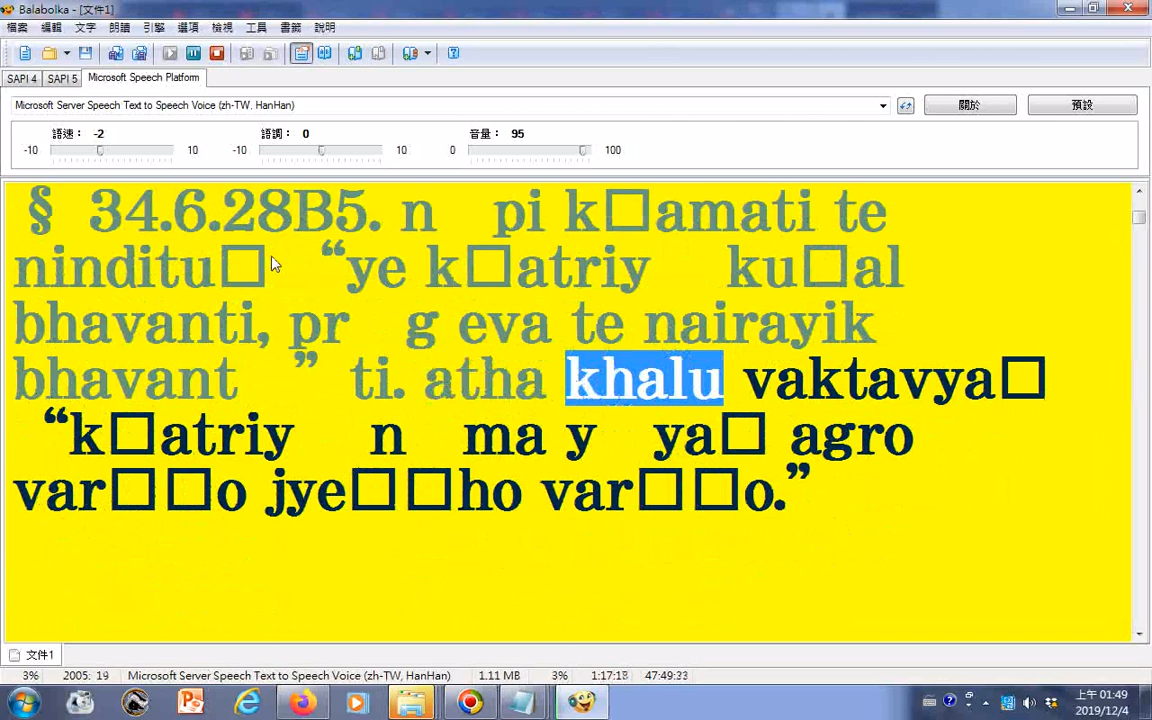 Balabolka - [文件1]
檔案 編輯 文字 朗讀 引擎 選項 檢視 工具 書籤 說明
SAPI 4 SAPI 5 Microsoft Speech Platform
Microsoft Server Speech Text to Speech Voice (zh-TW, HanHan) 關於 預設
語速： -2 語調： 0 音量： 95
-10 10 -10 10 0 100
§ 34.6.28B5. n pi k□amati te
ninditu□ “ye k□atriy ku□al
bhavanti, pr g eva te nairayik
bhavant ” ti. atha khalu vaktavya□
“k□atriy n ma y ya□ agro
var□□o jye□□ho var□□o.”
文件1
3% 2005: 19 Microsoft Server Speech Text to Speech Voice (zh-TW, HanHan) 1.11 MB 3% 1:17:18 47:49:33
上午 01:49
2019/12/4